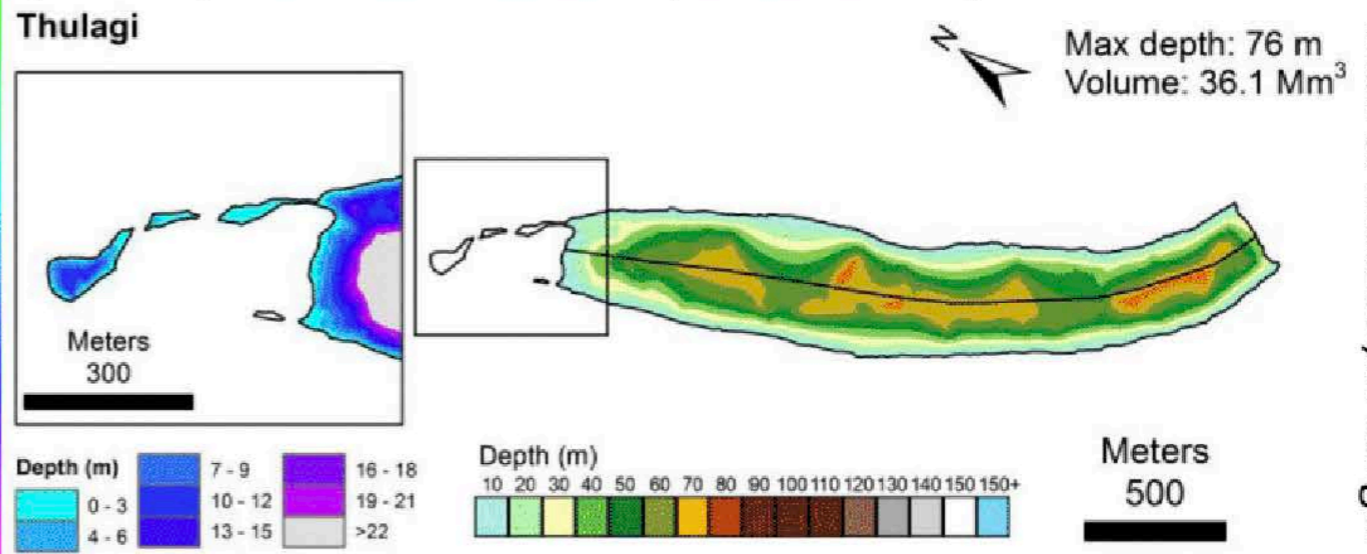 Thulagi
N
Max depth: 76 m
Volume: 36.1 Mm³
Meters
300
Depth (m)
0 - 3
4 - 6
7 - 9
10 - 12
13 - 15
16 - 18
19 - 21
>22
Depth (m)
10 20 30 40 50 60 70 80 90 100 110 120 130 140 150 150+
Meters
500